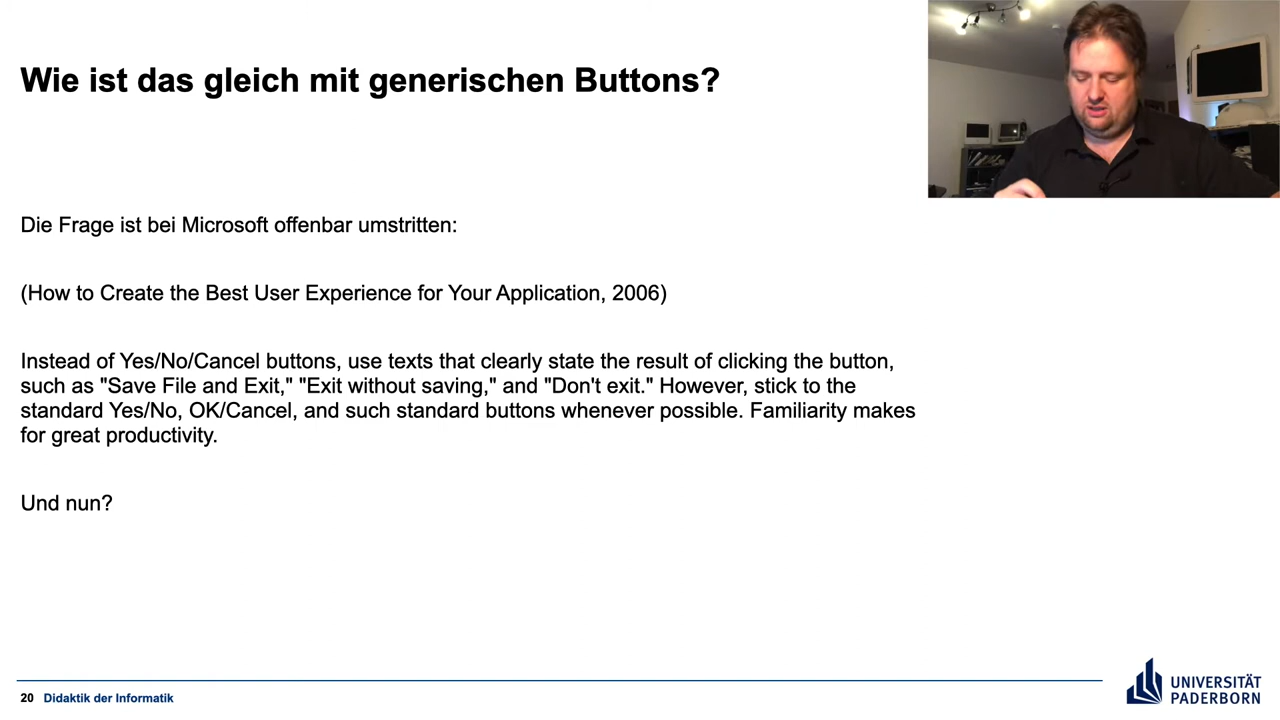 Wie ist das gleich mit generischen Buttons?
Die Frage ist bei Microsoft offenbar umstritten:
(How to Create the Best User Experience for Your Application, 2006)
Instead of Yes/No/Cancel buttons, use texts that clearly state the result of clicking the button,
such as "Save File and Exit," "Exit without saving," and "Don't exit." However, stick to the
standard Yes/No, OK/Cancel, and such standard buttons whenever possible. Familiarity makes
for great productivity.
Und nun?
20 Didaktik der Informatik
UNIVERSITÄT
PADERBORN